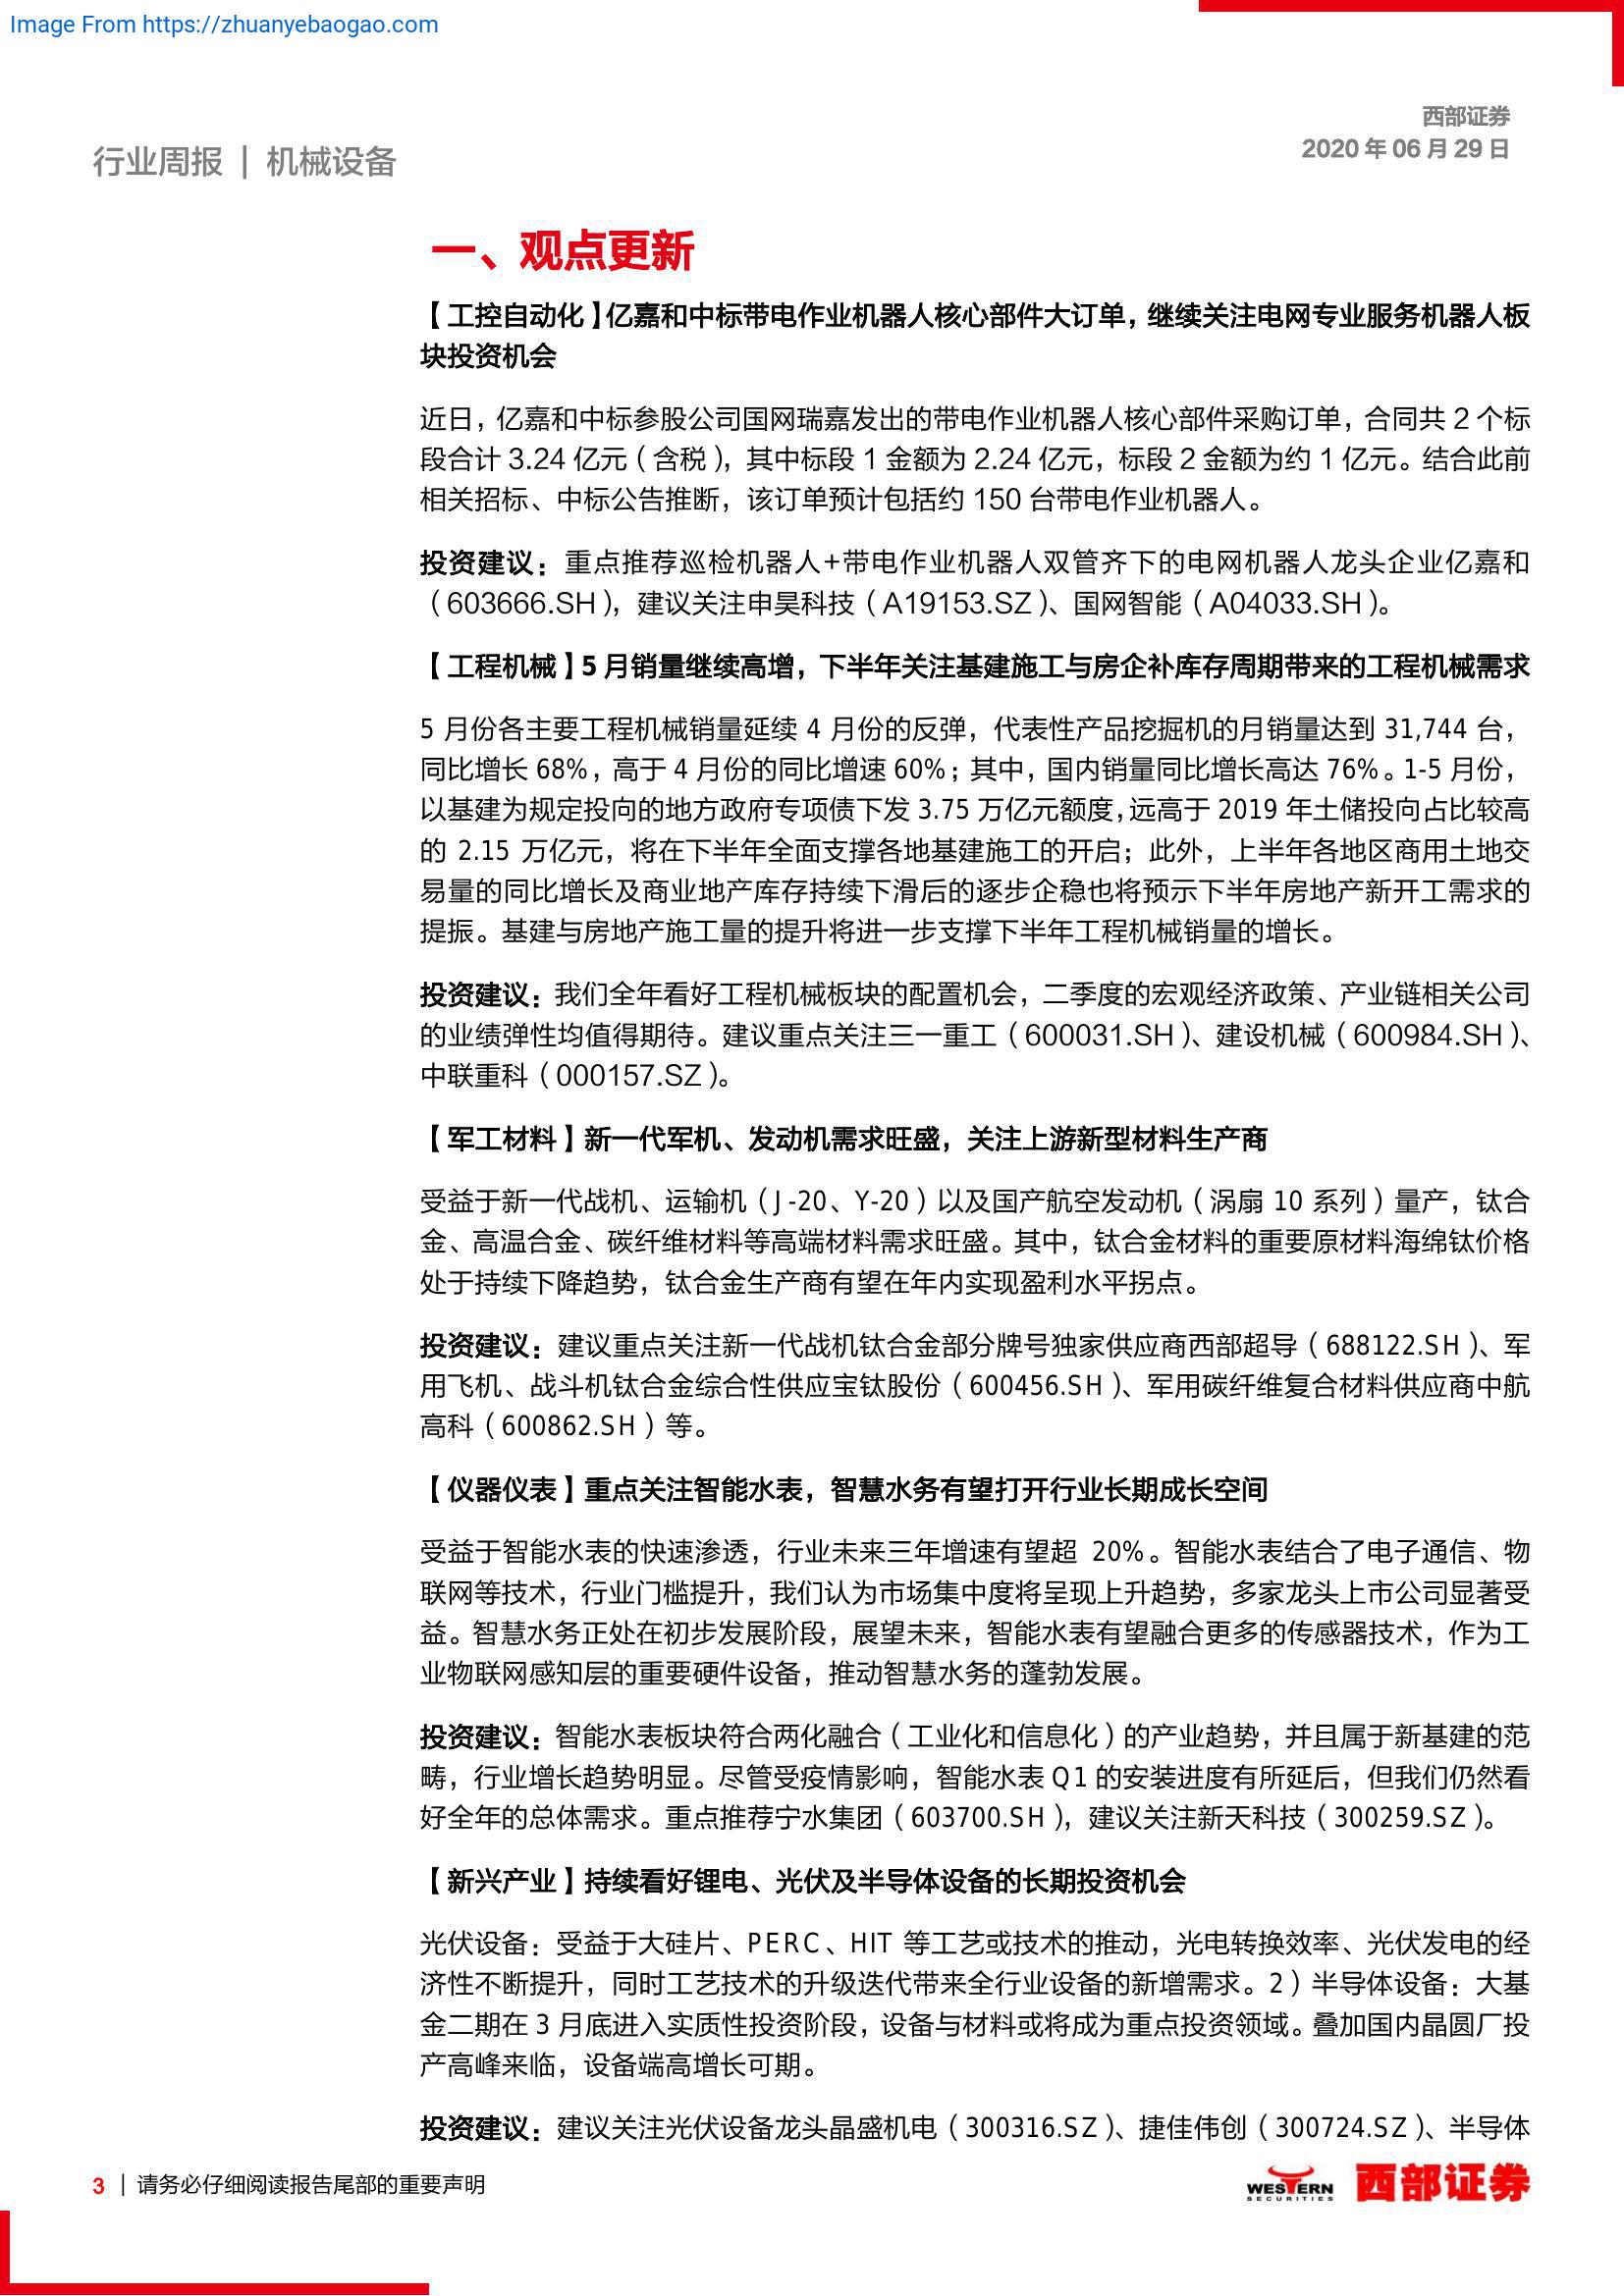 Image From https://zhuanyebaogao.com
西部证券
2020 年 06 月 29 日
行业周报 | 机械设备
一、观点更新
【工控自动化】亿嘉和中标带电作业机器人核心部件大订单，继续关注电网专业服务机器人板
块投资机会
近日，亿嘉和中标参股公司国网瑞嘉发出的带电作业机器人核心部件采购订单，合同共 2 个标
段合计 3.24 亿元（含税），其中标段 1 金额为 2.24 亿元，标段 2 金额为约 1 亿元。结合此前
相关招标、中标公告推断，该订单预计包括约 150 台带电作业机器人。
投资建议：重点推荐巡检机器人+带电作业机器人双管齐下的电网机器人龙头企业亿嘉和
（603666.SH），建议关注申昊科技（A19153.SZ）、国网智能（A04033.SH）。
【工程机械】5 月销量继续高增，下半年关注基建施工与房企补库存周期带来的工程机械需求
5 月份各主要工程机械销量延续 4 月份的反弹，代表性产品挖掘机的月销量达到 31,744 台，
同比增长 68%，高于 4 月份的同比增速 60%；其中，国内销量同比增长高达 76%。1-5 月份，
以基建为规定投向的地方政府专项债下发 3.75 万亿元额度，远高于 2019 年土储投向占比较高
的 2.15 万亿元，将在下半年全面支撑各地基建施工的开启；此外，上半年各地区商用土地交
易量的同比增长及商业地产库存持续下滑后的逐步企稳也将预示下半年房地产新开工需求的
提振。基建与房地产施工量的提升将进一步支撑下半年工程机械销量的增长。
投资建议：我们全年看好工程机械板块的配置机会，二季度的宏观经济政策、产业链相关公司
的业绩弹性均值得期待。建议重点关注三一重工（600031.SH）、建设机械（600984.SH）、
中联重科（000157.SZ）。
【军工材料】新一代军机、发动机需求旺盛，关注上游新型材料生产商
受益于新一代战机、运输机（J-20、Y-20）以及国产航空发动机（涡扇 10 系列）量产，钛合
金、高温合金、碳纤维材料等高端材料需求旺盛。其中，钛合金材料的重要原材料海绵钛价格
处于持续下降趋势，钛合金生产商有望在年内实现盈利水平拐点。
投资建议：建议重点关注新一代战机钛合金部分牌号独家供应商西部超导（688122.SH）、军
用飞机、战斗机钛合金综合性供应宝钛股份（600456.SH）、军用碳纤维复合材料供应商中航
高科（600862.SH）等。
【仪器仪表】重点关注智能水表，智慧水务有望打开行业长期成长空间
受益于智能水表的快速渗透，行业未来三年增速有望超 20%。智能水表结合了电子通信、物
联网等技术，行业门槛提升，我们认为市场集中度将呈现上升趋势，多家龙头上市公司显著受
益。智慧水务正处在初步发展阶段，展望未来，智能水表有望融合更多的传感器技术，作为工
业物联网感知层的重要硬件设备，推动智慧水务的蓬勃发展。
投资建议：智能水表板块符合两化融合（工业化和信息化）的产业趋势，并且属于新基建的范
畴，行业增长趋势明显。尽管受疫情影响，智能水表 Q1 的安装进度有所延后，但我们仍然看
好全年的总体需求。重点推荐宁水集团（603700.SH），建议关注新天科技（300259.SZ）。
【新兴产业】持续看好锂电、光伏及半导体设备的长期投资机会
光伏设备：受益于大硅片、PERC、HIT 等工艺或技术的推动，光电转换效率、光伏发电的经
济性不断提升，同时工艺技术的升级迭代带来全行业设备的新增需求。2）半导体设备：大基
金二期在 3 月底进入实质性投资阶段，设备与材料或将成为重点投资领域。叠加国内晶圆厂投
产高峰来临，设备端高增长可期。
投资建议：建议关注光伏设备龙头晶盛机电（300316.SZ）、捷佳伟创（300724.SZ）、半导体
3 | 请务必仔细阅读报告尾部的重要声明
WESTERN
SECURITIES
西部证券